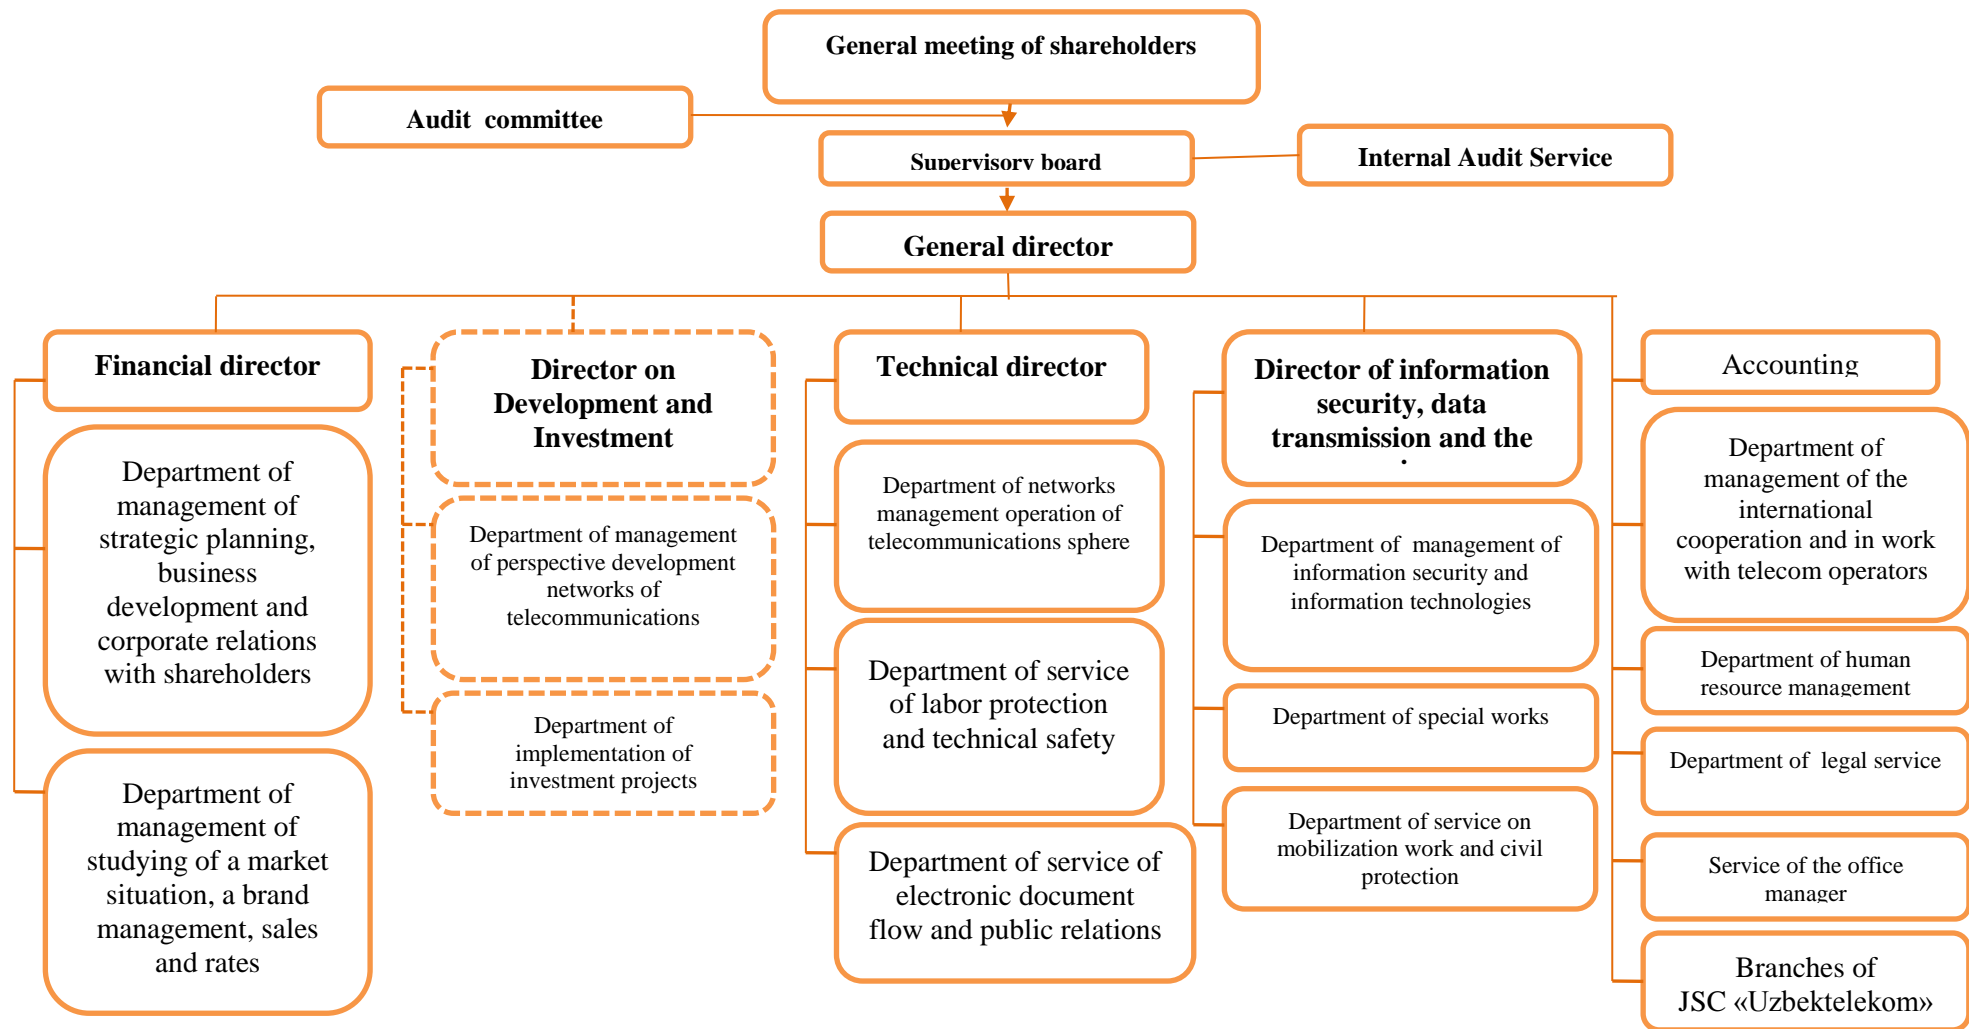 General meeting of shareholders
Audit committee
Supervisory board
Internal Audit Service
General director
Financial director
Department of
management of
strategic planning,
business
development and
corporate relations
with shareholders
Department of
management of
studying of a market
situation, a brand
management, sales
and rates
Director on
Development and
Investment
Department of management
of perspective development
networks of
telecommunications
Department of
implementation of
investment projects
Technical director
Department of networks
management operation of
telecommunications sphere
Department of service
of labor protection
and technical safety
Department of service of
electronic document
flow and public relations
Director of information
security, data
transmission and the
Department of management of
information security and
information technologies
Department of special works
Department of service on
mobilization work and civil
protection
Accounting
Department of
management of the
international
cooperation and in work
with telecom operators
Department of human
resource management
Department of legal service
Service of the office
manager
Branches of
JSC «Uzbektelekom»